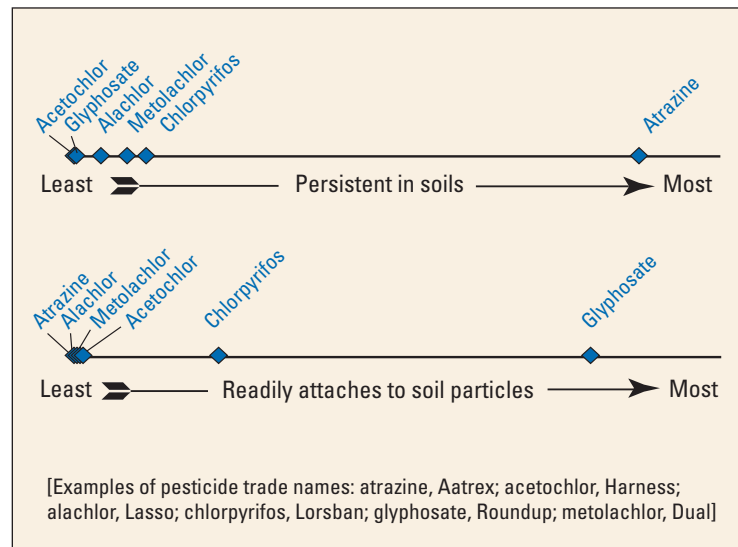 Acetochlor
Glyphosate
Alachlor
Metolachlor
Chlorpyrifos
Atrazine
Least Persistent in soils Most
Atrazine
Alachlor
Metolachlor
Acetochlor
Chlorpyrifos
Glyphosate
Least Readily attaches to soil particles Most
[Examples of pesticide trade names: atrazine, Aatrex; acetochlor, Harness;
alachlor, Lasso; chlorpyrifos, Lorsban; glyphosate, Roundup; metolachlor, Dual]